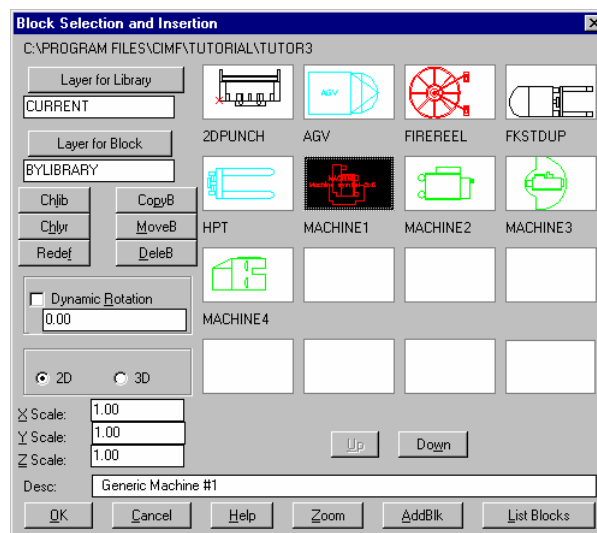 Block Selection and Insertion
C:\PROGRAM FILES\CIMF\TUTORIAL\TUTOR3
Layer for Library
CURRENT
Layer for Block
BYLIBRARY
Chlib CopyB
Chlyr MoveB
Redef DeleB
Dynamic Rotation
0.00
2D 3D
X Scale: 1.00
Y Scale: 1.00
Z Scale: 1.00
AGV
2DPUNCH AGV FIREREEL FKSTDUP
HPT MACHINE1 MACHINE2 MACHINE3
MACHINE4
Up Down
Desc: Generic Machine #1
OK Cancel Help Zoom AddBlk List Blocks